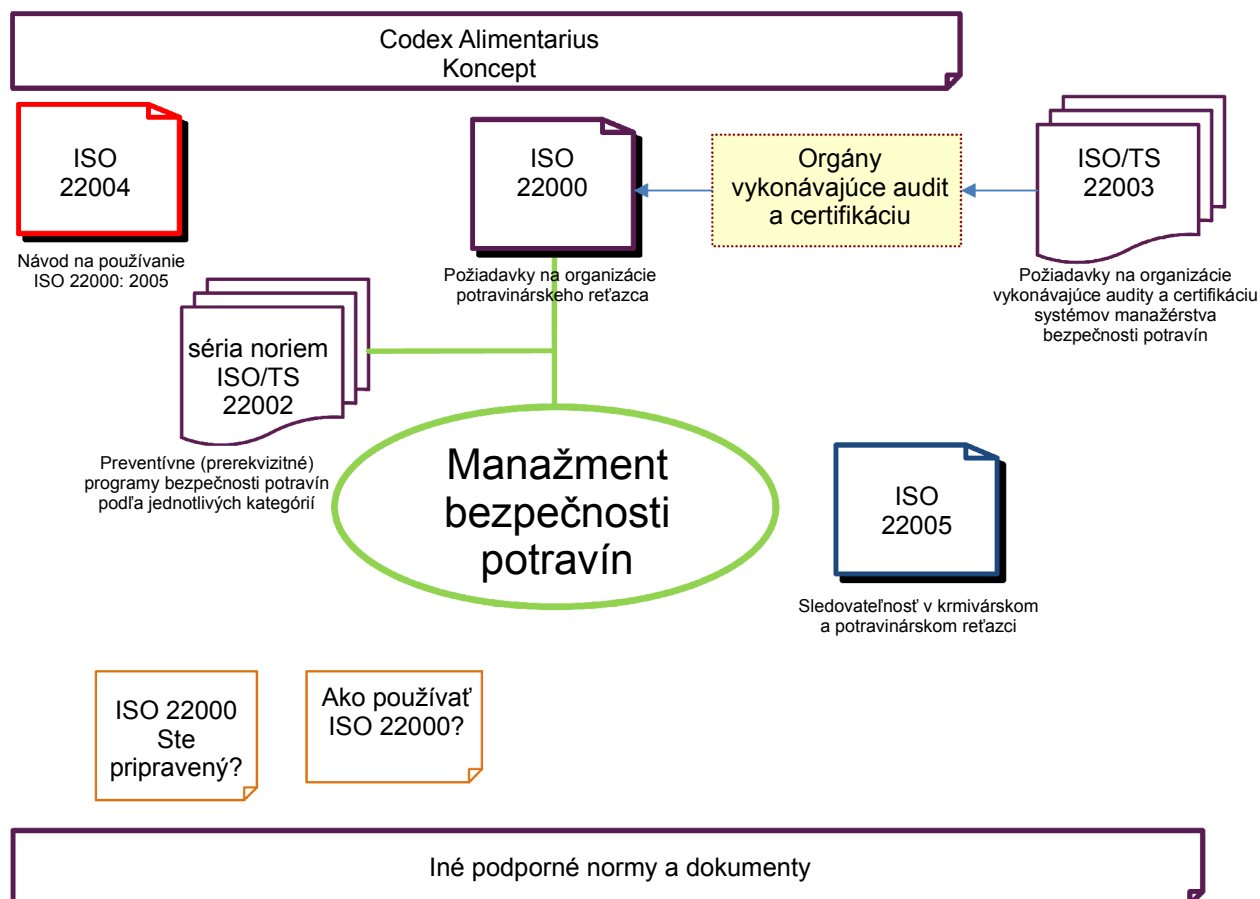 Codex Alimentarius
Koncept
ISO
22004
Návod na používanie
ISO 22000: 2005
ISO
22000
Požiadavky na organizácie
potravinárskeho reťazca
Orgány
vykonávajúce audit
a certifikáciu
ISO/TS
22003
Požiadavky na organizácie
vykonávajúce audity a certifikáciu
systémov manažérstva
bezpečnosti potravín
séria noriem
ISO/TS
22002
Preventívne (prerekvizitné)
programy bezpečnosti potravín
podľa jednotlivých kategórií
Manažment
bezpečnosti
potravín
ISO
22005
Sledovateľnosť v krmivárskom
a potravinárskom reťazci
ISO 22000
Ste
pripravený?
Ako používať
ISO 22000?
Iné podporné normy a dokumenty